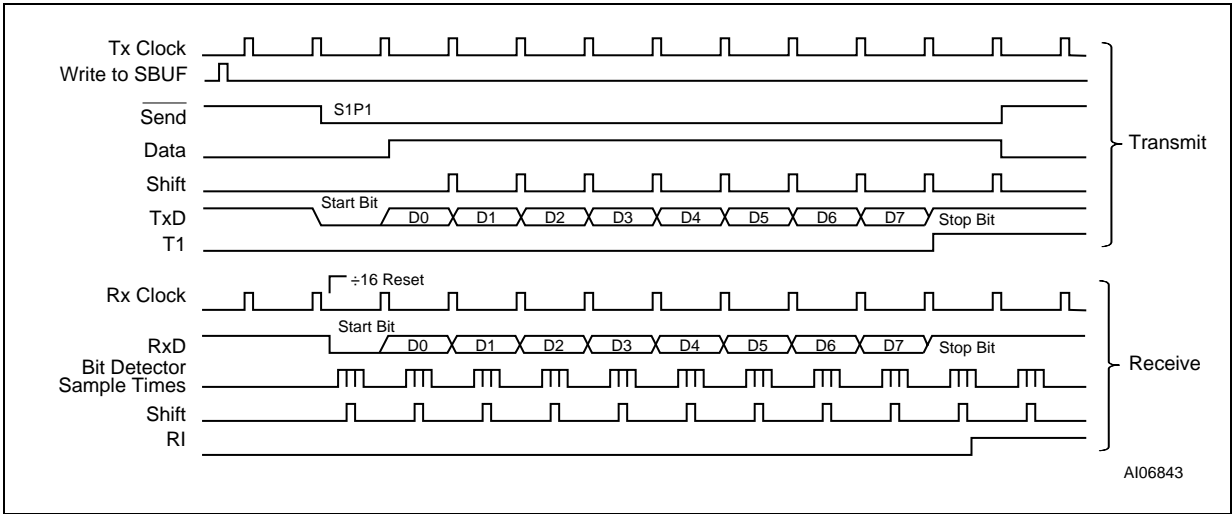 Tx Clock
Write to SBUF
Send
S1P1
Data
Shift
Start Bit
TxD
D0 D1 D2 D3 D4 D5 D6 D7
Stop Bit
T1
Transmit
÷16 Reset
Rx Clock
Start Bit
RxD
D0 D1 D2 D3 D4 D5 D6 D7
Stop Bit
Bit Detector
Sample Times
Shift
RI
Receive
AI06843